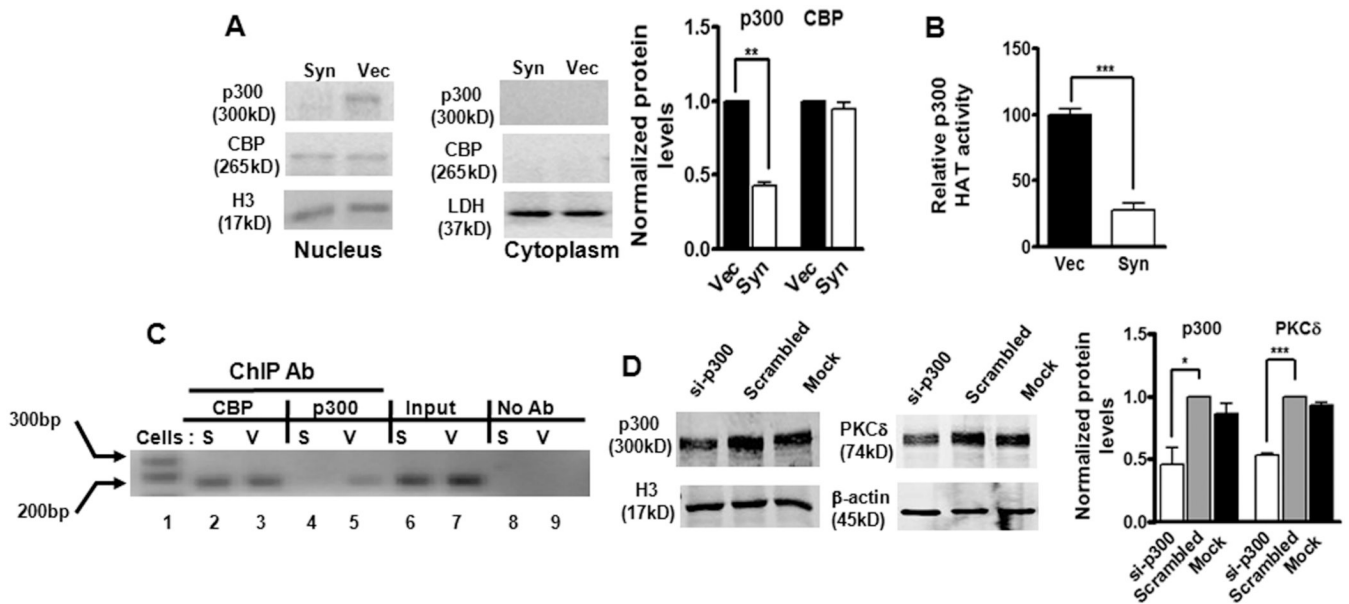 A
Syn Vec
p300
(300kD)
CBP
(265kD)
H3
(17kD)
Nucleus
Syn Vec
p300
(300kD)
CBP
(265kD)
LDH
(37kD)
Cytoplasm
Normalized protein
levels
1.5
1.0
0.5
0.0
p300 CBP
**
Vec
Syn
Vec
Syn
B
Relative p300
HAT activity
150
100
50
0
***
Vec Syn
C
ChIP Ab
CBP p300 Input No Ab
Cells : S V S V S V S V
300bp
200bp
1 2 3 4 5 6 7 8 9
D
si-p300
Scrambled
Mock
p300
(300kD)
H3
(17kD)
si-p300
Scrambled
Mock
PKCδ
(74kD)
β-actin
(45kD)
Normalized protein
levels
1.5
1.0
0.5
0.0
p300 PKCδ
* ***
si-p300
Scrambled
Mock
si-p300
Scrambled
Mock